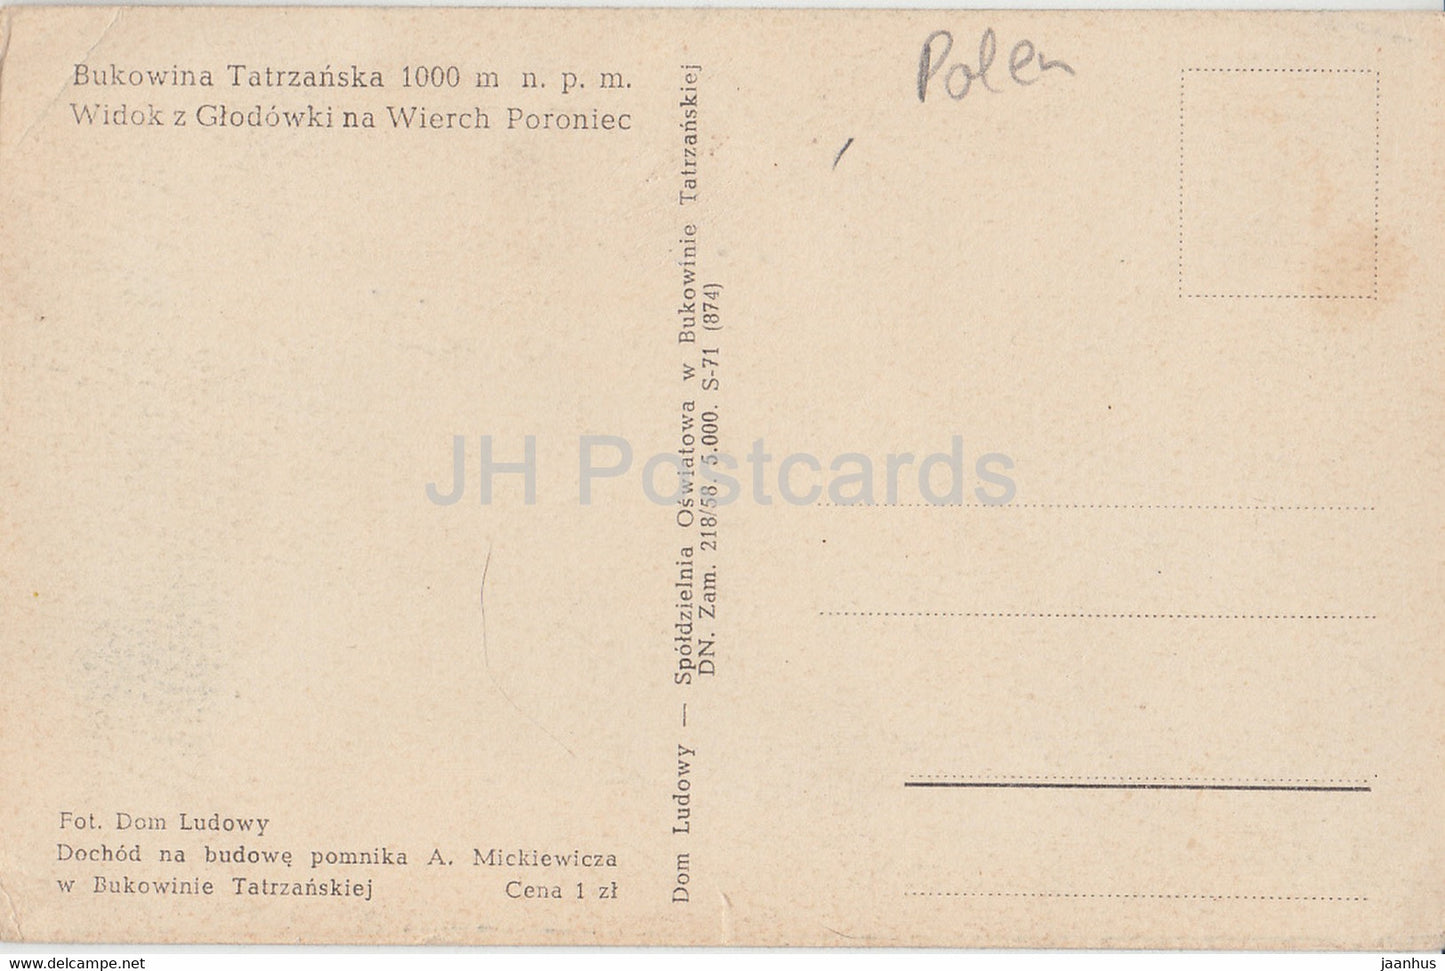 Bukowina Tatrzańska 1000 m n. p. m.
Widok z Głodówki na Wierch Poroniec
Polen
Dom Ludowy — Spółdzielnia Oświatowa w Bukowinie Tatrzańskiej
DN. Zam. 218/58. 5.000. S-71 (874)
JH Postcards
Fot. Dom Ludowy
Dochód na budowę pomnika A. Mickiewicza
w Bukowinie Tatrzańskiej Cena 1 zł
www.delcampe.net
jaanhus